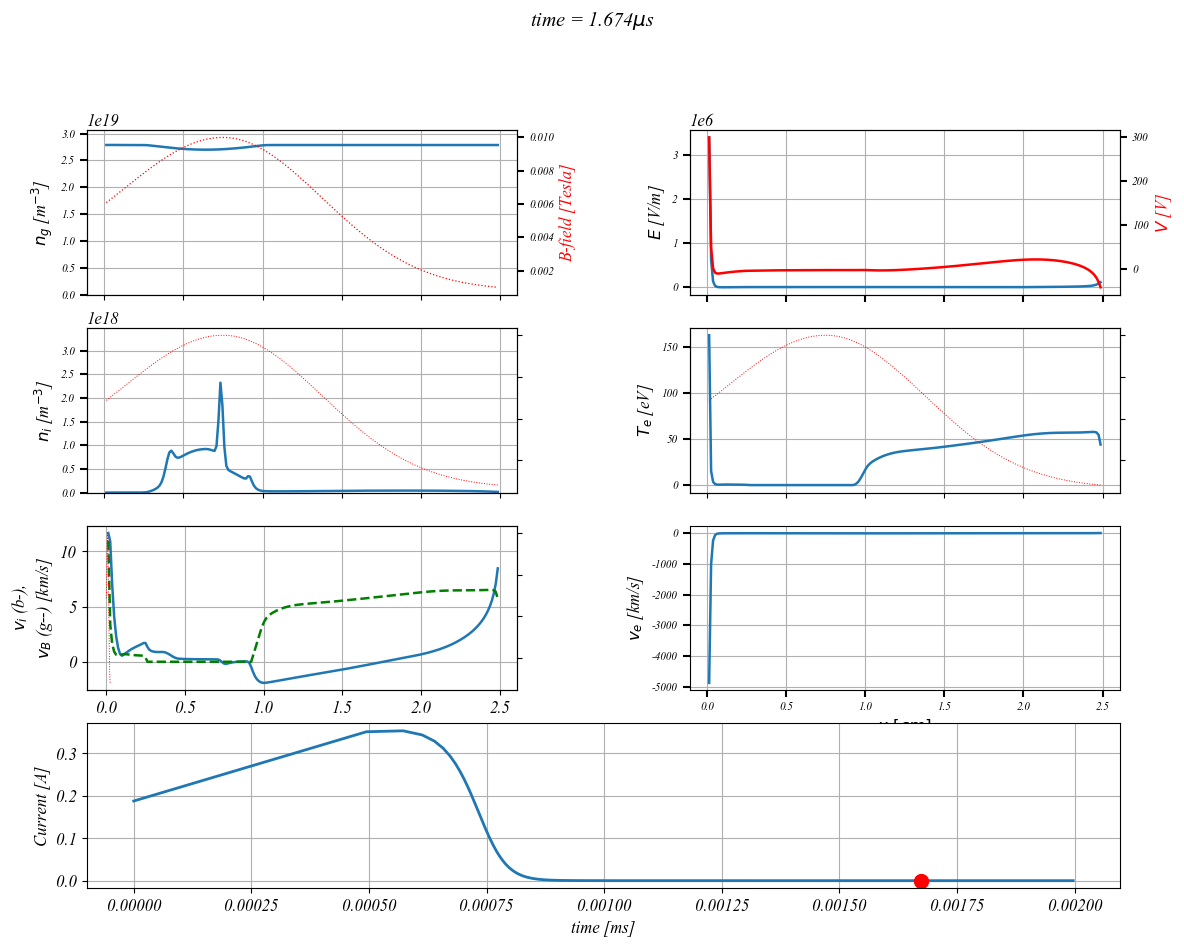 time = 1.674μs
1e19
3.0
2.5
2.0
1.5
1.0
0.5
0.0
n_g [m⁻³]
0.010
0.008
0.006
0.004
0.002
B-field [Tesla]
1e6
3
2
1
0
E [V/m]
300
200
100
0
V [V]
1e18
3.0
2.5
2.0
1.5
1.0
0.5
0.0
n_i [m⁻³]
150
100
50
0
T_e [eV]
10
5
0
v_i (b-),
v_B (g--) [km/s]
0.0 0.5 1.0 1.5 2.0 2.5
0
-1000
-2000
-3000
-4000
-5000
v_e [km/s]
0.0 0.5 1.0 1.5 2.0 2.5
0.3
0.2
0.1
0.0
Current [A]
0.00000 0.00025 0.00050 0.00075 0.00100 0.00125 0.00150 0.00175 0.00200
time [ms]